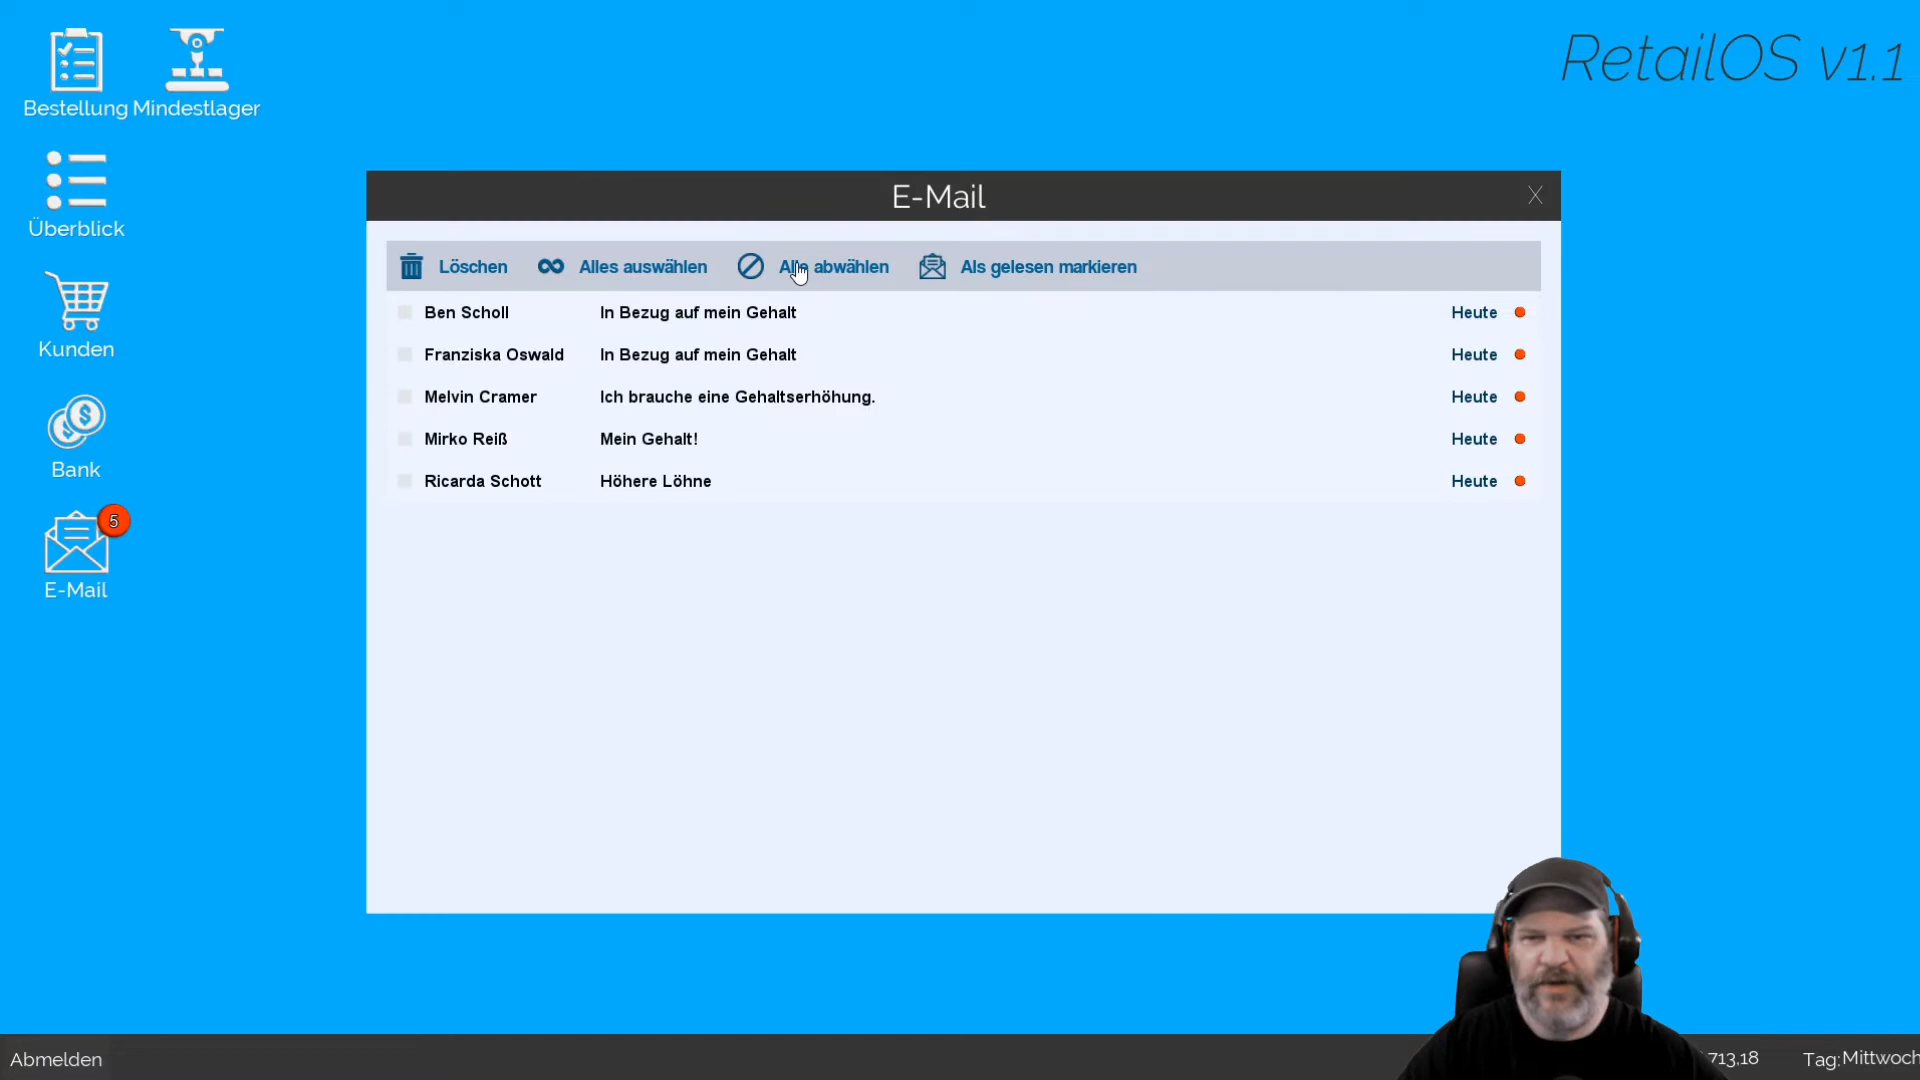 RetailOS v1.1
Bestellung
Mindestlager
Überblick
Kunden
Bank
5
E-Mail
E-Mail
X
Löschen
Alles auswählen
Alle abwählen
Als gelesen markieren
Ben Scholl In Bezug auf mein Gehalt Heute
Franziska Oswald In Bezug auf mein Gehalt Heute
Melvin Cramer Ich brauche eine Gehaltserhöhung. Heute
Mirko Reiß Mein Gehalt! Heute
Ricarda Schott Höhere Löhne Heute
Abmelden
713,18
Tag: Mittwoch